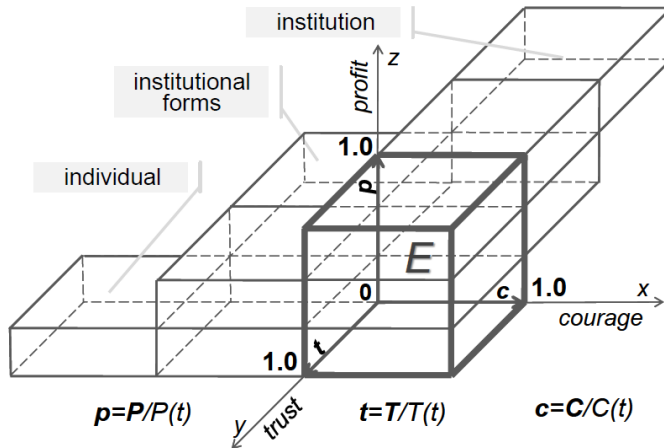 institution
z
profit
institutional
forms
1.0
p
individual
E
0
c
1.0
x
courage
1.0
t
y
trust
p=P/P(t)
t=T/T(t)
c=C/C(t)